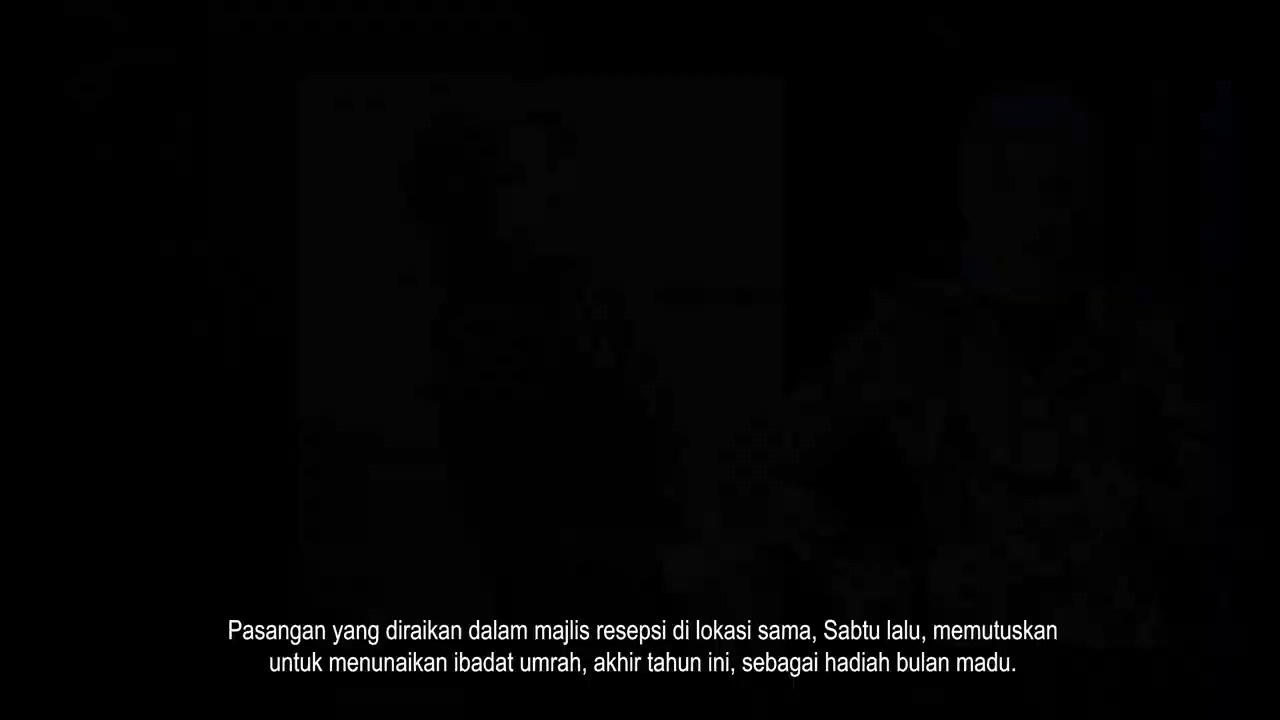 Pasangan yang diraikan dalam majlis resepsi di lokasi sama, Sabtu lalu, memutuskan
untuk menunaikan ibadat umrah, akhir tahun ini, sebagai hadiah bulan madu.